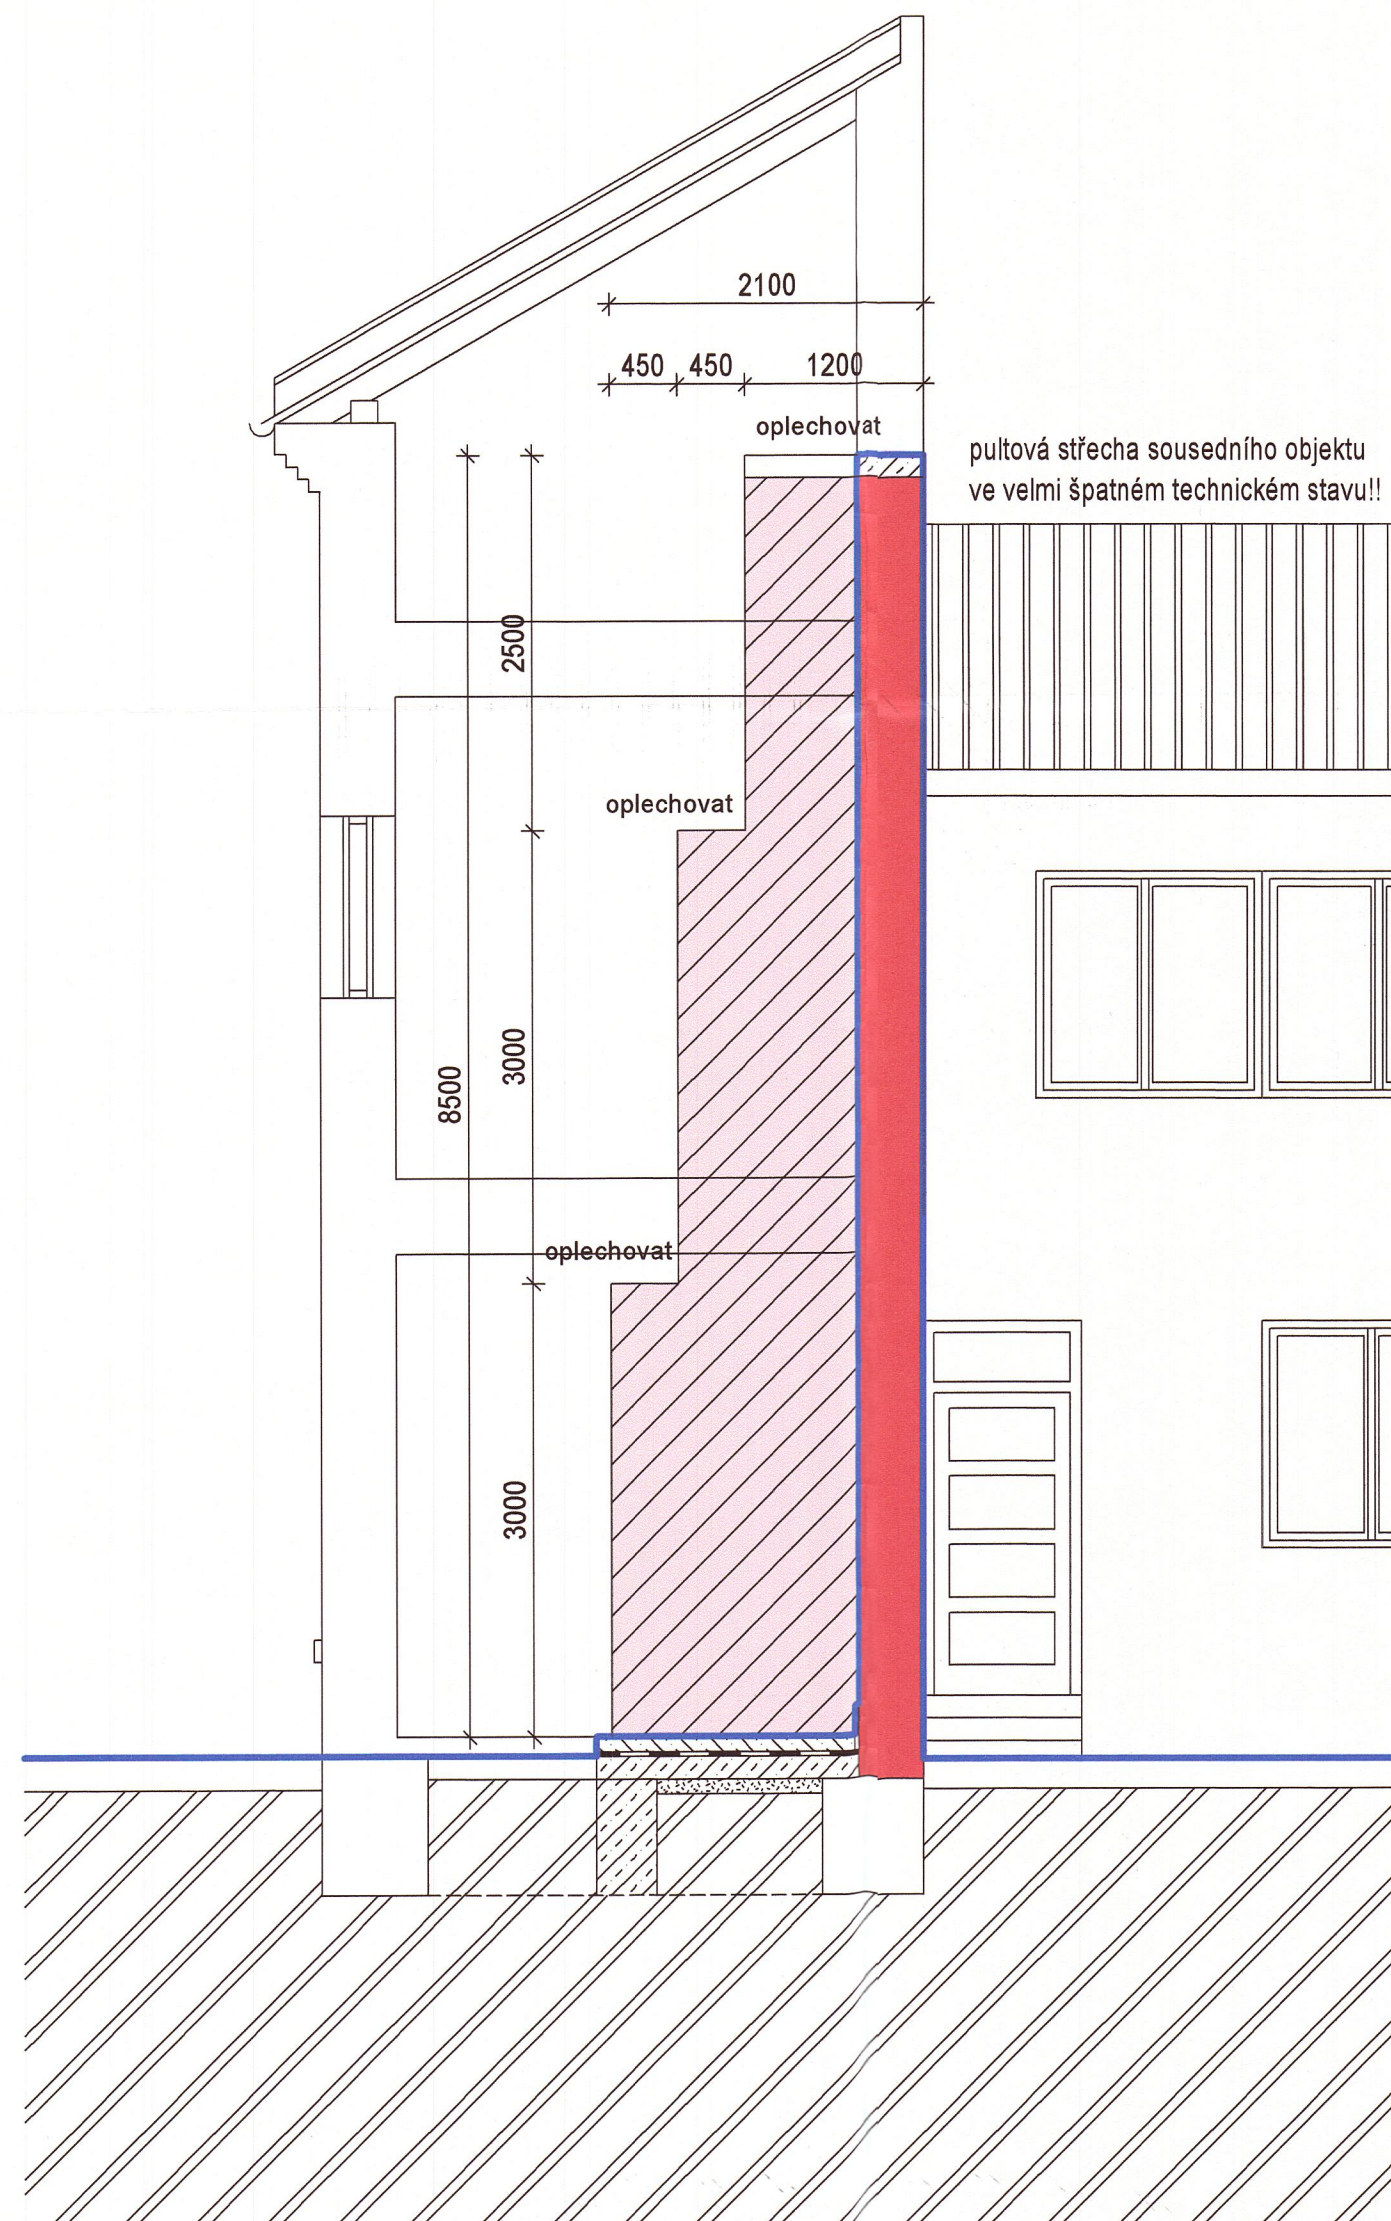 2100
450 450 1200
oplechovat
pultová střecha sousedního objektu
ve velmi špatném technickém stavu!!
2500
oplechovat
3000
8500
oplechovat
3000